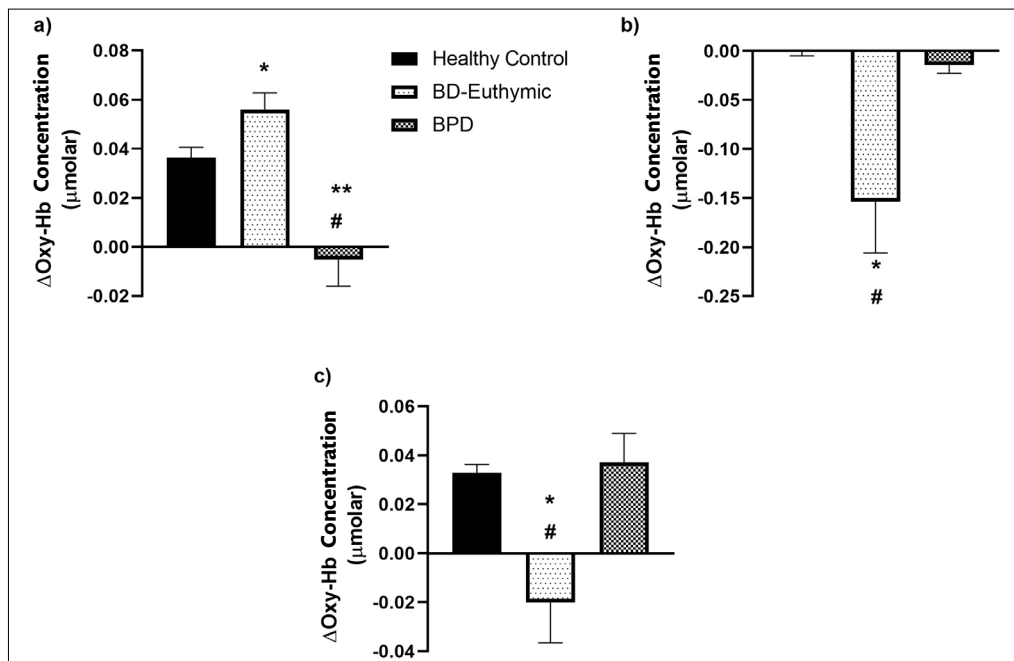 a)
ΔOxy-Hb Concentration
(μmolar)
0.08
0.06
0.04
0.02
0.00
-0.02
*
**
#
Healthy Control
BD-Euthymic
BPD
b)
ΔOxy-Hb Concentration
(μmolar)
0.00
-0.05
-0.10
-0.15
-0.20
-0.25
*
#
c)
ΔOxy-Hb Concentration
(μmolar)
0.06
0.04
0.02
0.00
-0.02
-0.04
*
#